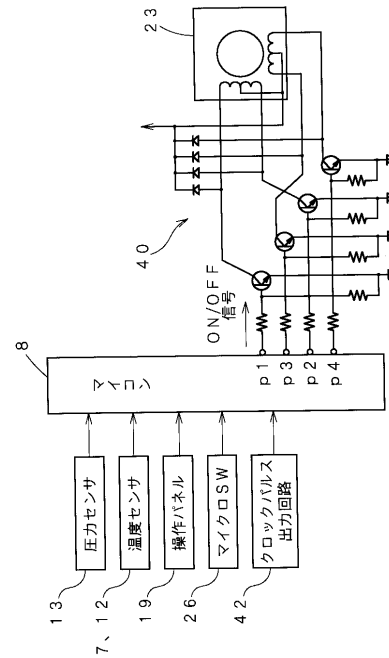 23
40
ON/OFF
信号
8
マイコン
p1
p3
p2
p4
圧力センサ
13
温度センサ
7、12
操作パネル
19
マイクロSW
26
クロックパルス
出力回路
42